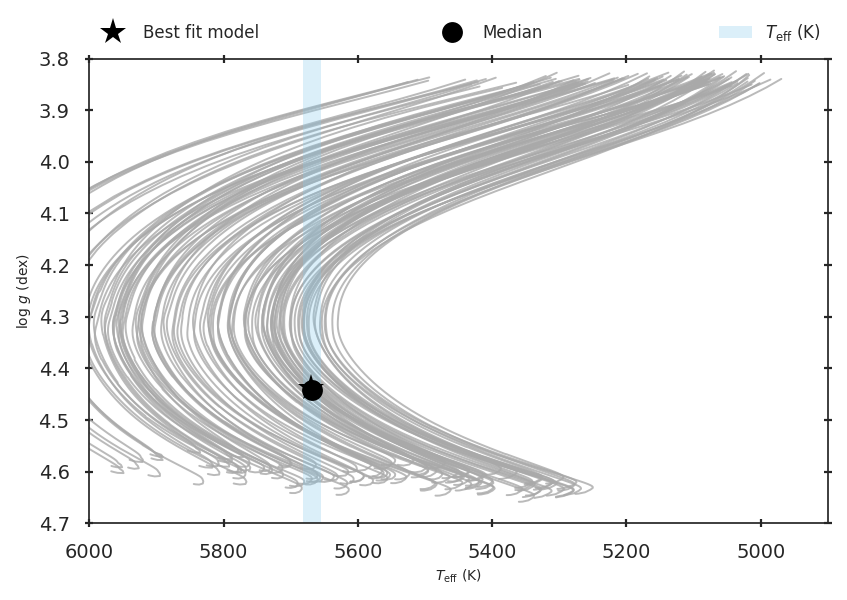 Best fit model
Median
T_eff (K)
3.8
3.9
4.0
4.1
4.2
4.3
4.4
4.5
4.6
4.7
log g (dex)
6000 5800 5600 5400 5200 5000
T_eff (K)